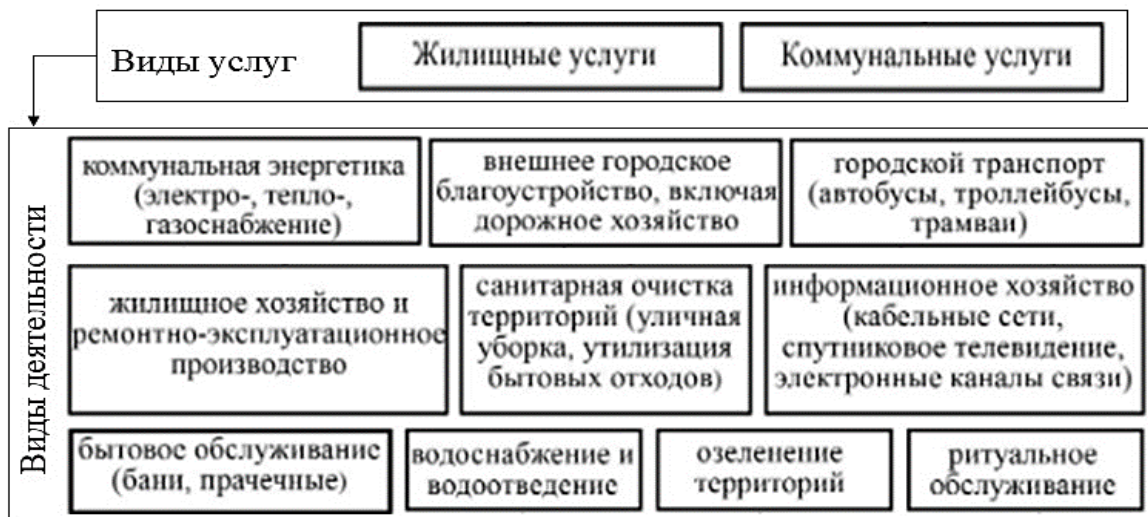 Виды услуг
Жилищные услуги
Коммунальные услуги
Виды деятельности
коммунальная энергетика
(электро-, тепло-,
газоснабжение)
внешнее городское
благоустройство, включая
дорожное хозяйство
городской транспорт
(автобусы, троллейбусы,
трамваи)
жилищное хозяйство и
ремонтно-эксплуатационное
производство
санитарная очистка
территорий (уличная
уборка, утилизация
бытовых отходов)
информационное хозяйство
(кабельные сети,
спутниковое телевидение,
электронные каналы связи)
бытовое обслуживание
(бани, прачечные)
водоснабжение и
водоотведение
озеленение
территорий
ритуальное
обслуживание